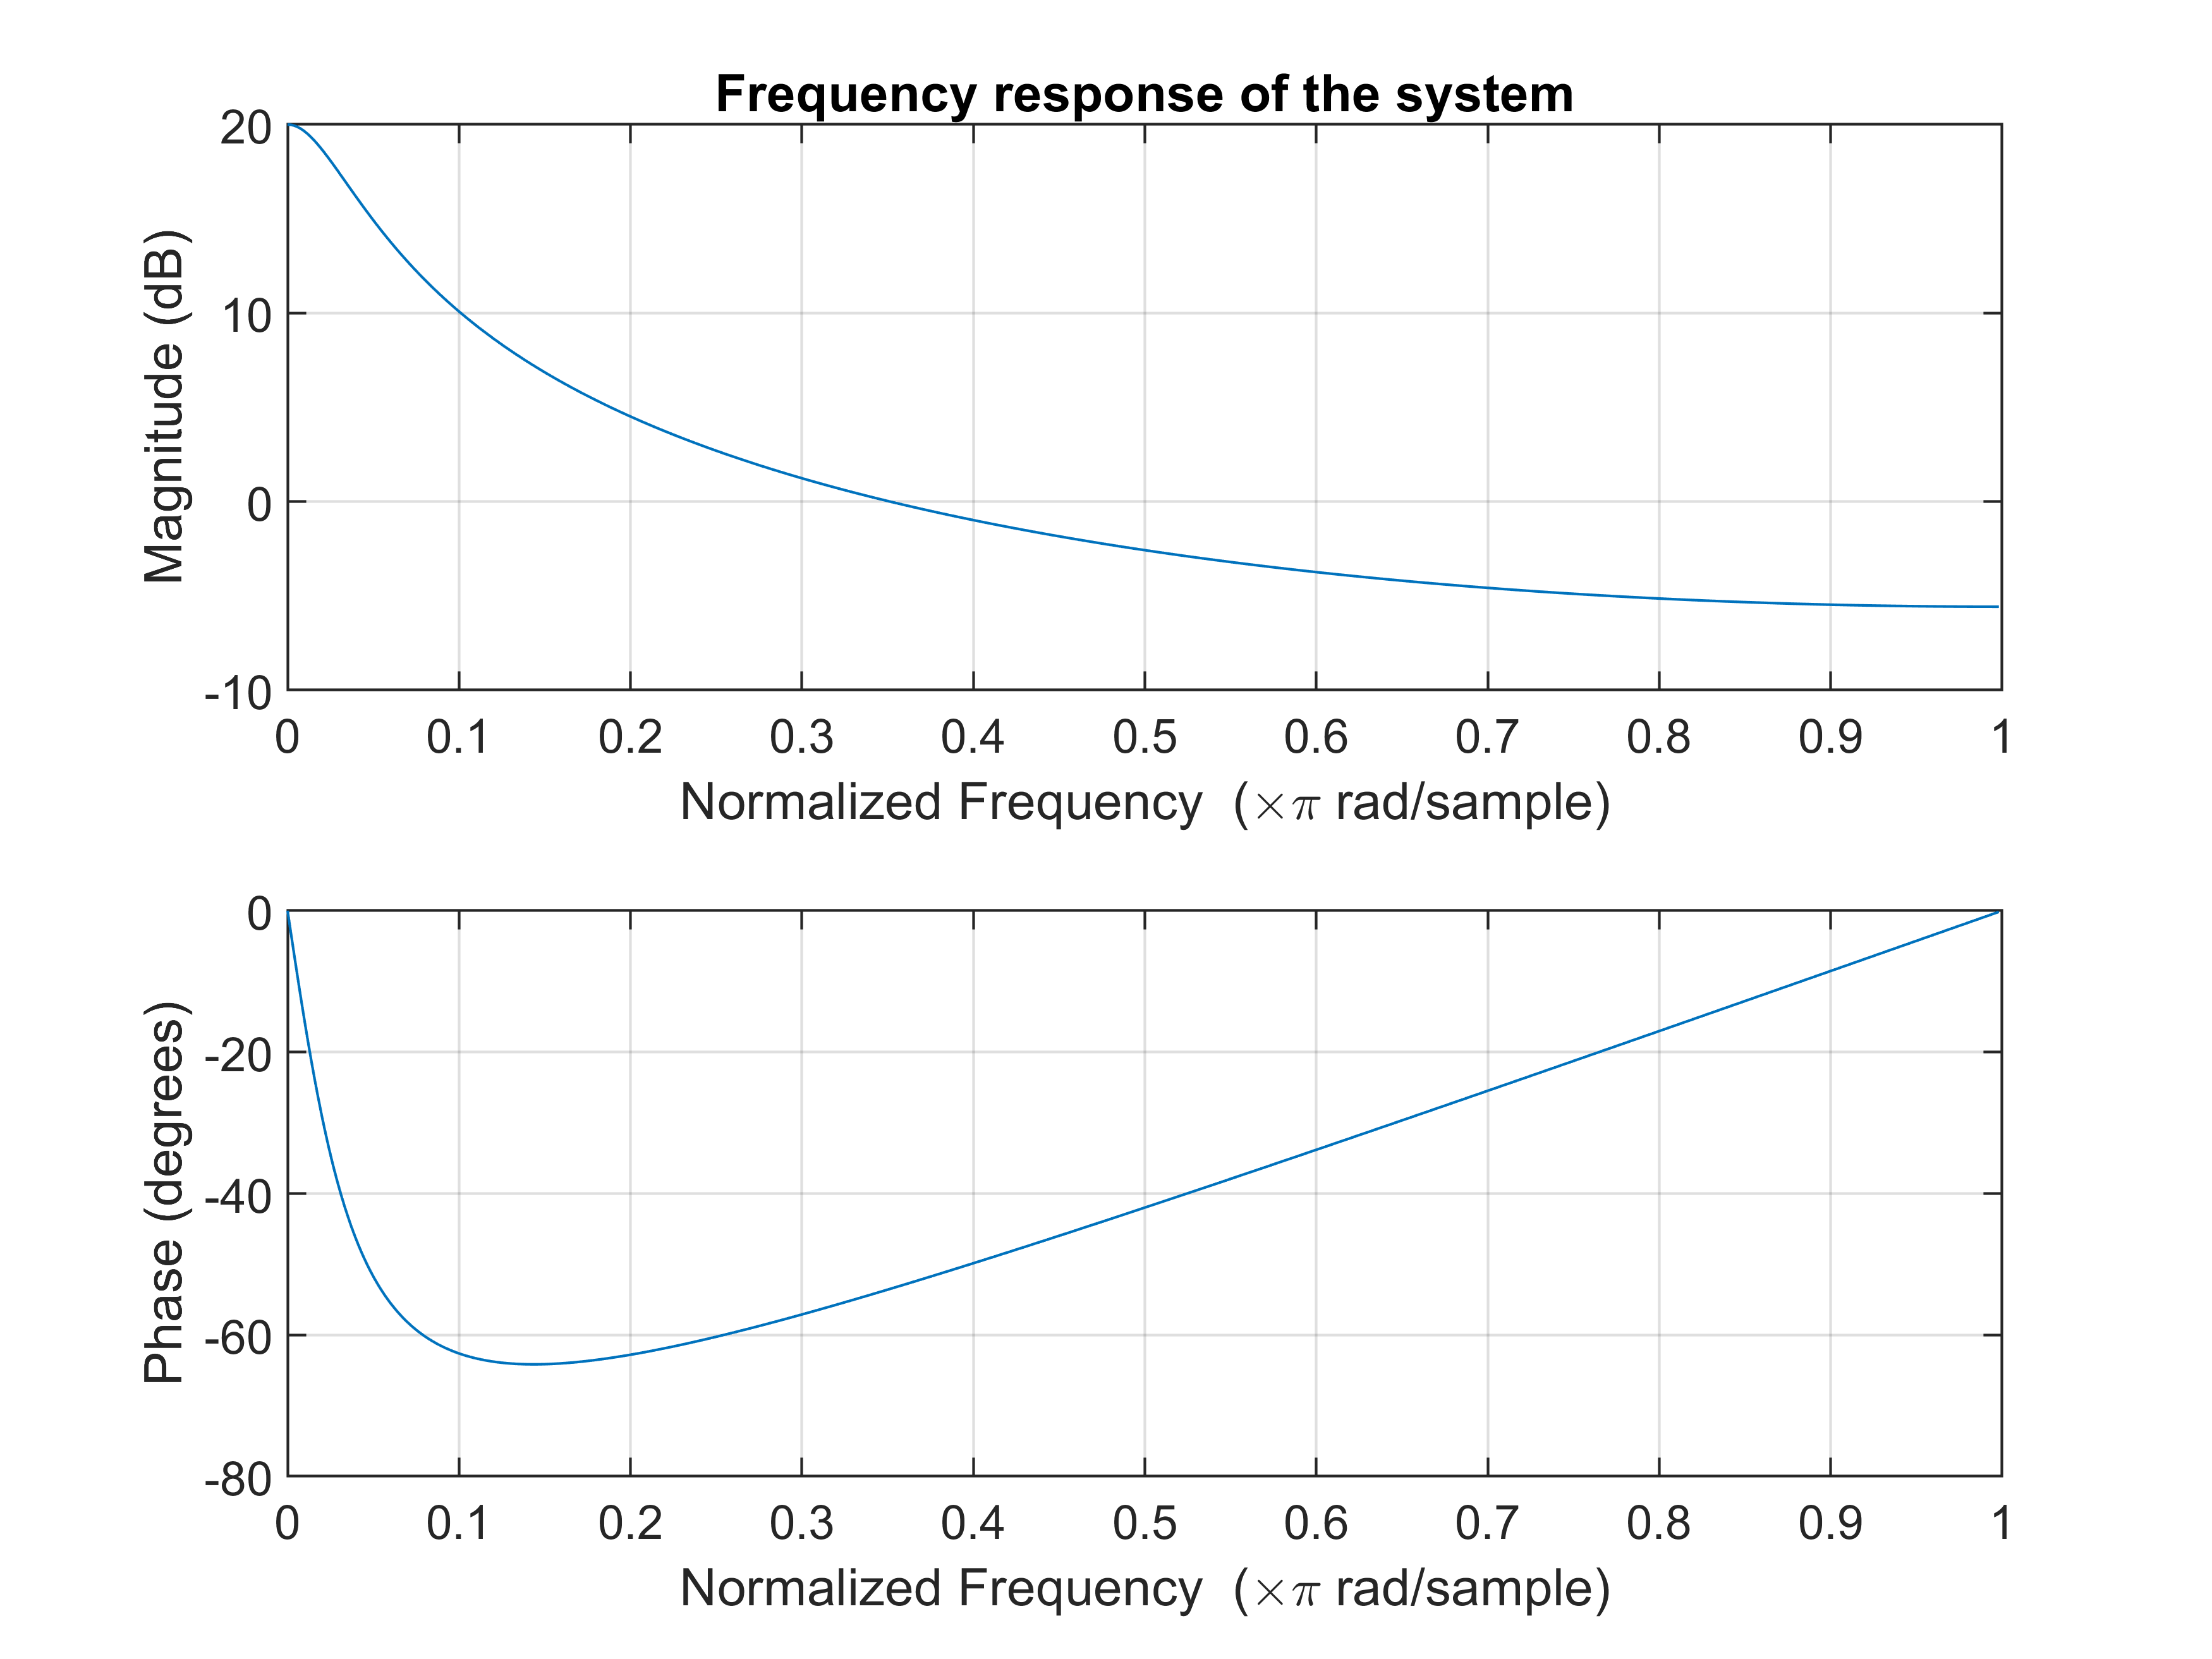 Frequency response of the system
20
10
0
-10
Magnitude (dB)
0 0.1 0.2 0.3 0.4 0.5 0.6 0.7 0.8 0.9 1
Normalized Frequency (×π rad/sample)
0
-20
-40
-60
-80
Phase (degrees)
0 0.1 0.2 0.3 0.4 0.5 0.6 0.7 0.8 0.9 1
Normalized Frequency (×π rad/sample)